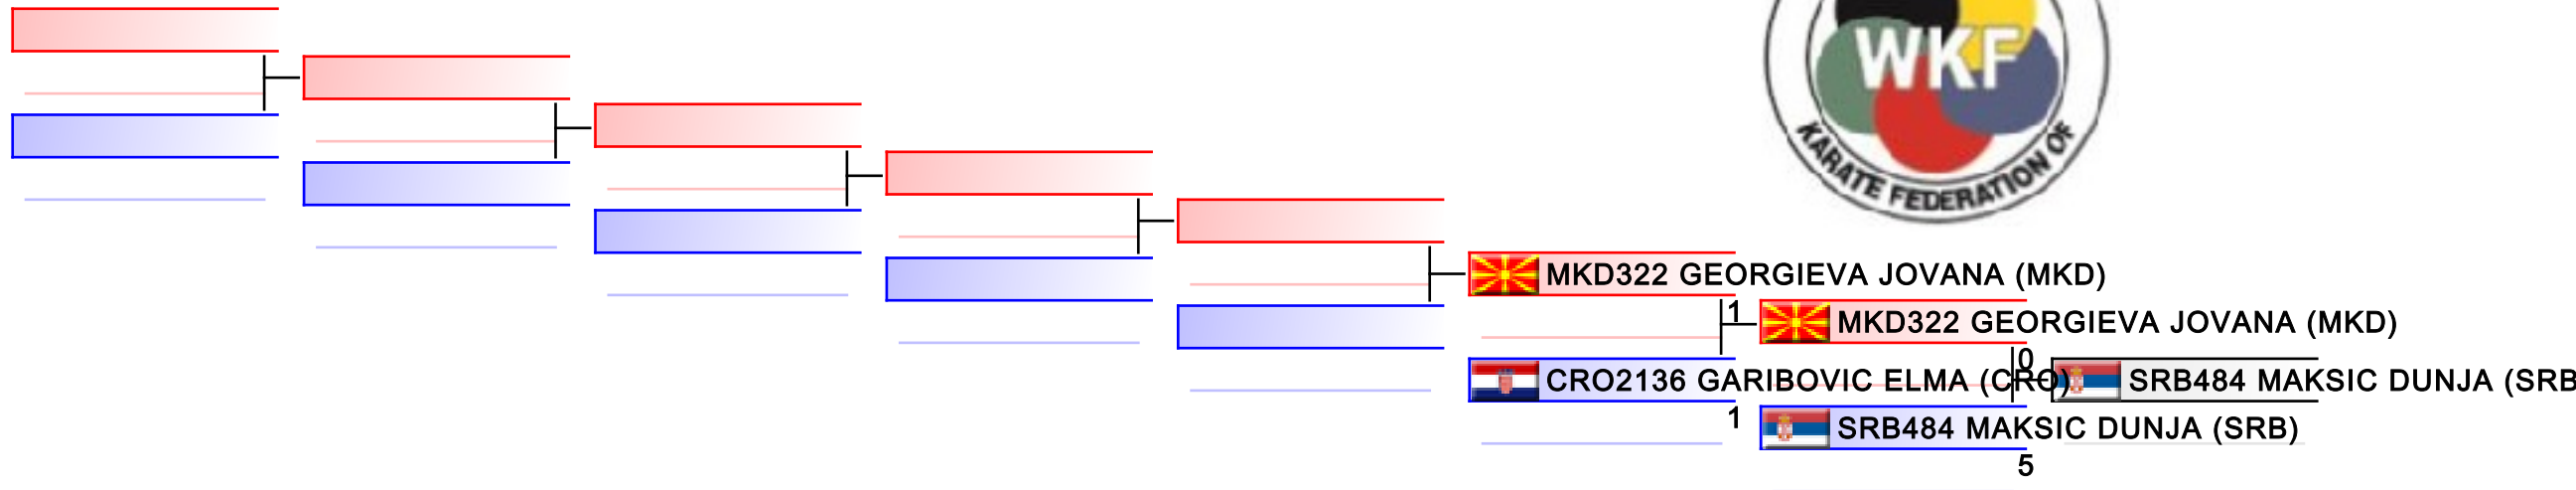 WKF
KARATE FEDERATION OF
MKD322 GEORGIEVA JOVANA (MKD)
1
MKD322 GEORGIEVA JOVANA (MKD)
0
CRO2136 GARIBOVIC ELMA (CRO)
SRB484 MAKSIC DUNJA (SRB
1
SRB484 MAKSIC DUNJA (SRB)
5